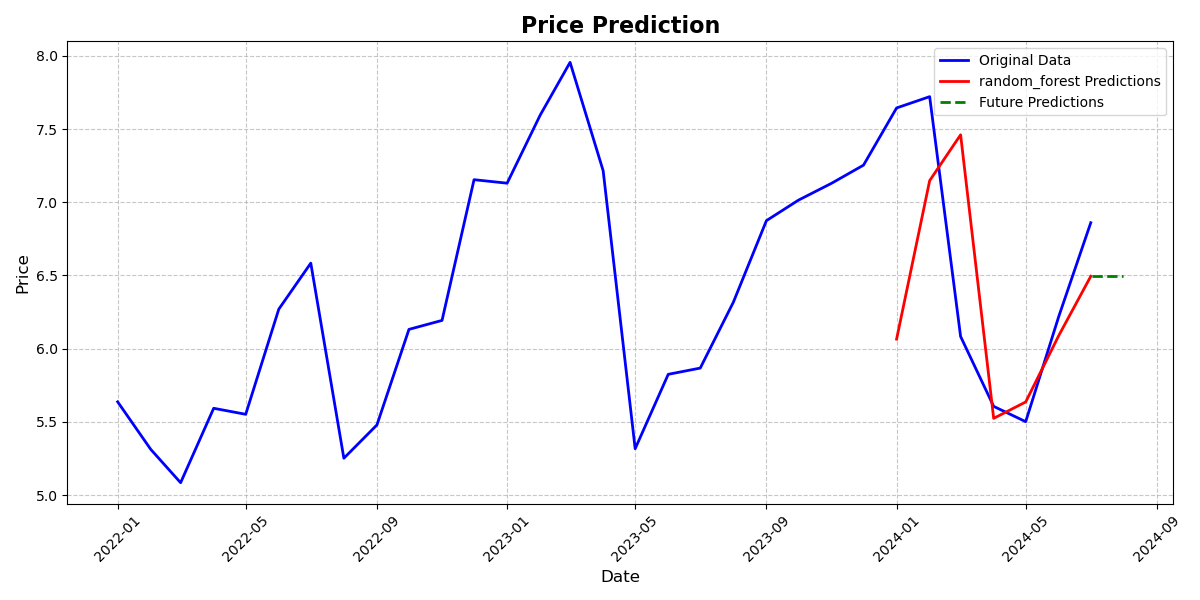 Price Prediction
Original Data
random_forest Predictions
Future Predictions
Price
8.0
7.5
7.0
6.5
6.0
5.5
5.0
2022-01
2022-05
2022-09
2023-01
2023-05
2023-09
2024-01
2024-05
2024-09
Date